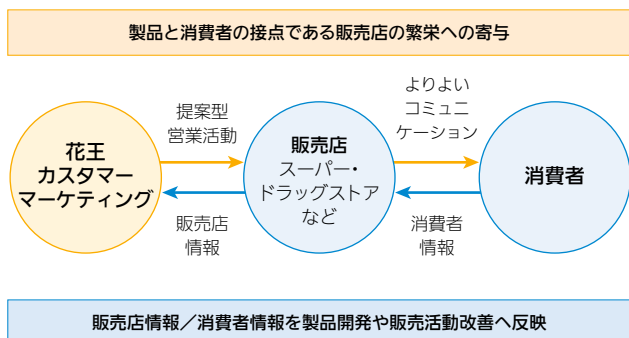 製品と消費者の接点である販売店の繁栄への寄与
花王
カスタマー
マーケティング
提案型
営業活動
販売店
情報
販売店
スーパー・
ドラッグストア
など
よりよい
コミュニ
ケーション
消費者
情報
消費者
販売店情報／消費者情報を製品開発や販売活動改善へ反映